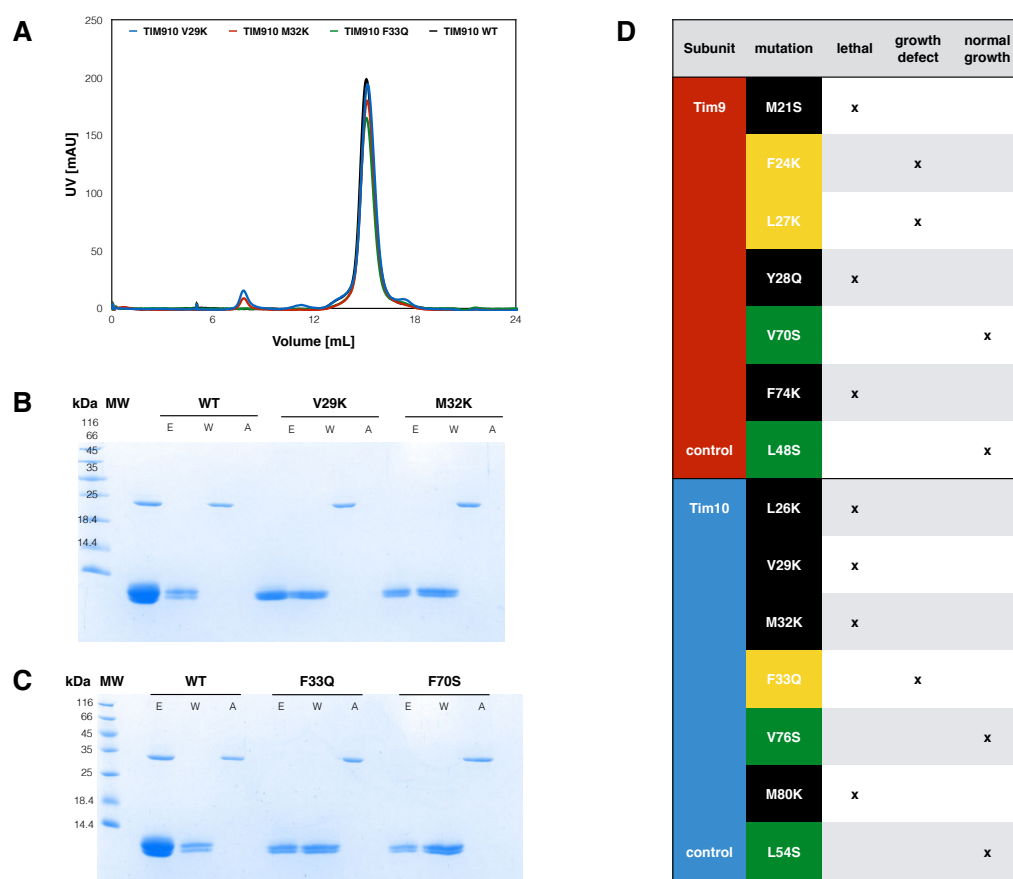 A
TIM910 V29K TIM910 M32K TIM910 F33Q TIM910 WT
250
200
150
100
50
0
UV [mAU]
0 6 12 18 24
Volume [mL]
B
kDa MW WT V29K M32K
E W A E W A E W A
116
66
45
35
25
18.4
14.4
C
kDa MW WT F33Q F70S
E W A E W A E W A
116
66
45
35
25
18.4
14.4
D
Subunit mutation lethal growth defect normal growth
Tim9 M21S x
F24K x
L27K x
Y28Q x
V70S x
F74K x
control L48S x
Tim10 L26K x
V29K x
M32K x
F33Q x
V76S x
M80K x
control L54S x